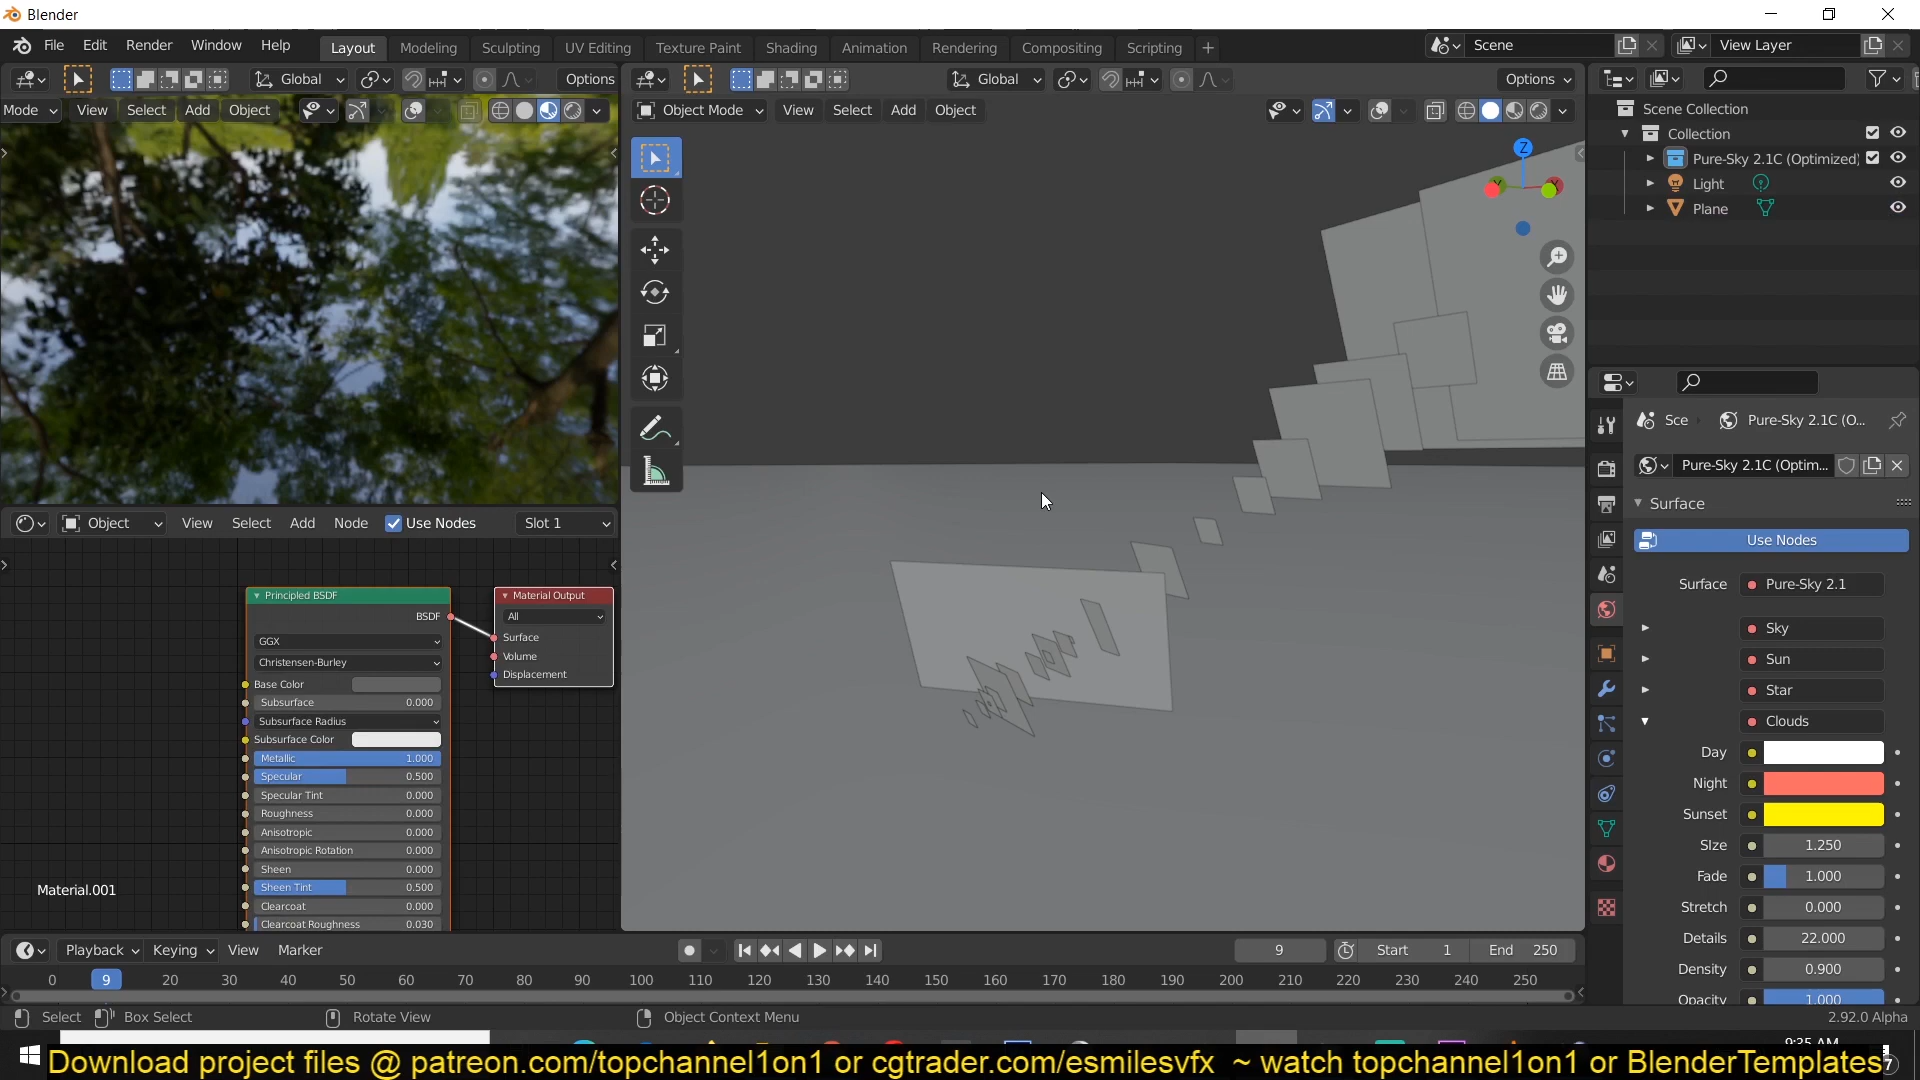 Blender
File Edit Render Window Help Layout Modeling Sculpting UV Editing Texture Paint Shading Animation Rendering Compositing Scripting + Scene View Layer
Global Options Global Options
Mode View Select Add Object Object Mode View Select Add Object
Scene Collection
Collection
Pure-Sky 2.1C (Optimized)
Light
Plane
Z
Sce Pure-Sky 2.1C (O...
Pure-Sky 2.1C (Optim...
Surface
Use Nodes
Surface Pure-Sky 2.1
Sky
Sun
Star
Clouds
Day
Night
Sunset
SIze 1.250
Fade 1.000
Stretch 0.000
Details 22.000
Density 0.900
Opacity 1.000
Object View Select Add Node Use Nodes Slot 1
Principled BSDF
BSDF
GGX
Christensen-Burley
Base Color
Subsurface 0.000
Subsurface Radius
Subsurface Color
Metallic 1.000
Specular 0.500
Specular Tint 0.000
Roughness 0.000
Anisotropic 0.000
Anisotropic Rotation 0.000
Sheen 0.000
Sheen Tint 0.500
Clearcoat 0.000
Clearcoat Roughness 0.030
Material Output
All
Surface
Volume
Displacement
Material.001
Playback Keying View Marker 9 Start 1 End 250
0 9 20 30 40 50 60 70 80 90 100 110 120 130 140 150 160 170 180 190 200 210 220 230 240 250
Select Box Select Rotate View Object Context Menu 2.92.0 Alpha
9:35 AM
Download project files @ patreon.com/topchannel1on1 or cgtrader.com/esmilesvfx ~ watch topchannel1on1 or BlenderTemplates